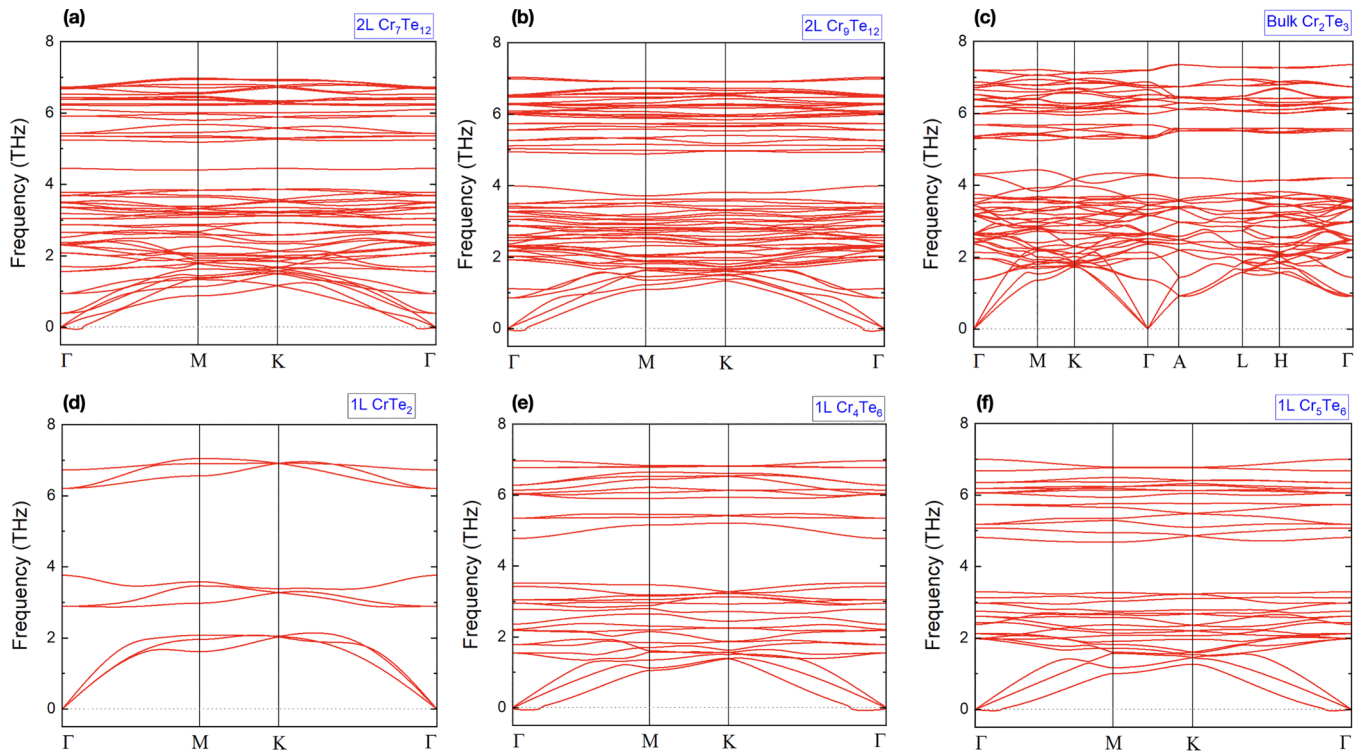 (a)
2L Cr₇Te₁₂
Frequency (THz)
8
6
4
2
0
Γ M K Γ
(b)
2L Cr₉Te₁₂
Frequency (THz)
8
6
4
2
0
Γ M K Γ
(c)
Bulk Cr₂Te₃
Frequency (THz)
8
6
4
2
0
Γ M K Γ A L H Γ
(d)
1L CrTe₂
Frequency (THz)
8
6
4
2
0
Γ M K Γ
(e)
1L Cr₄Te₆
Frequency (THz)
8
6
4
2
0
Γ M K Γ
(f)
1L Cr₅Te₆
Frequency (THz)
8
6
4
2
0
Γ M K Γ